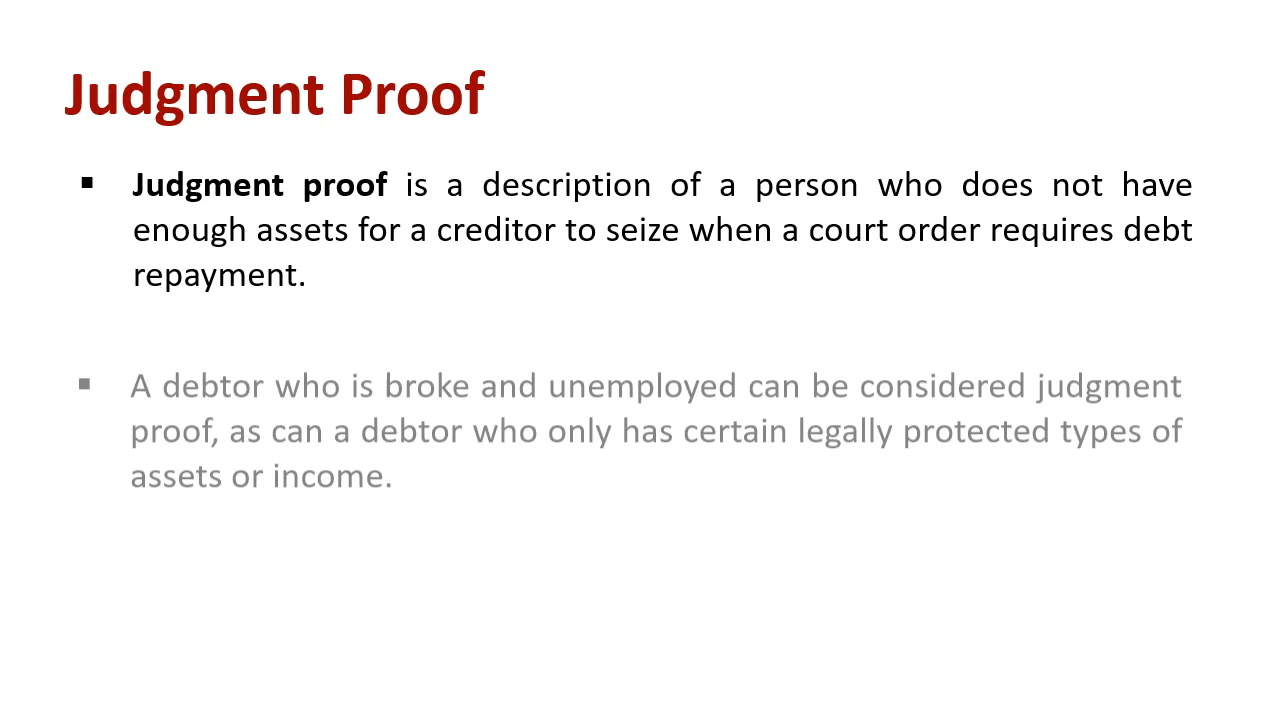 Judgment Proof
▪ Judgment proof is a description of a person who does not have
enough assets for a creditor to seize when a court order requires debt
repayment.
▪ A debtor who is broke and unemployed can be considered judgment
proof, as can a debtor who only has certain legally protected types of
assets or income.